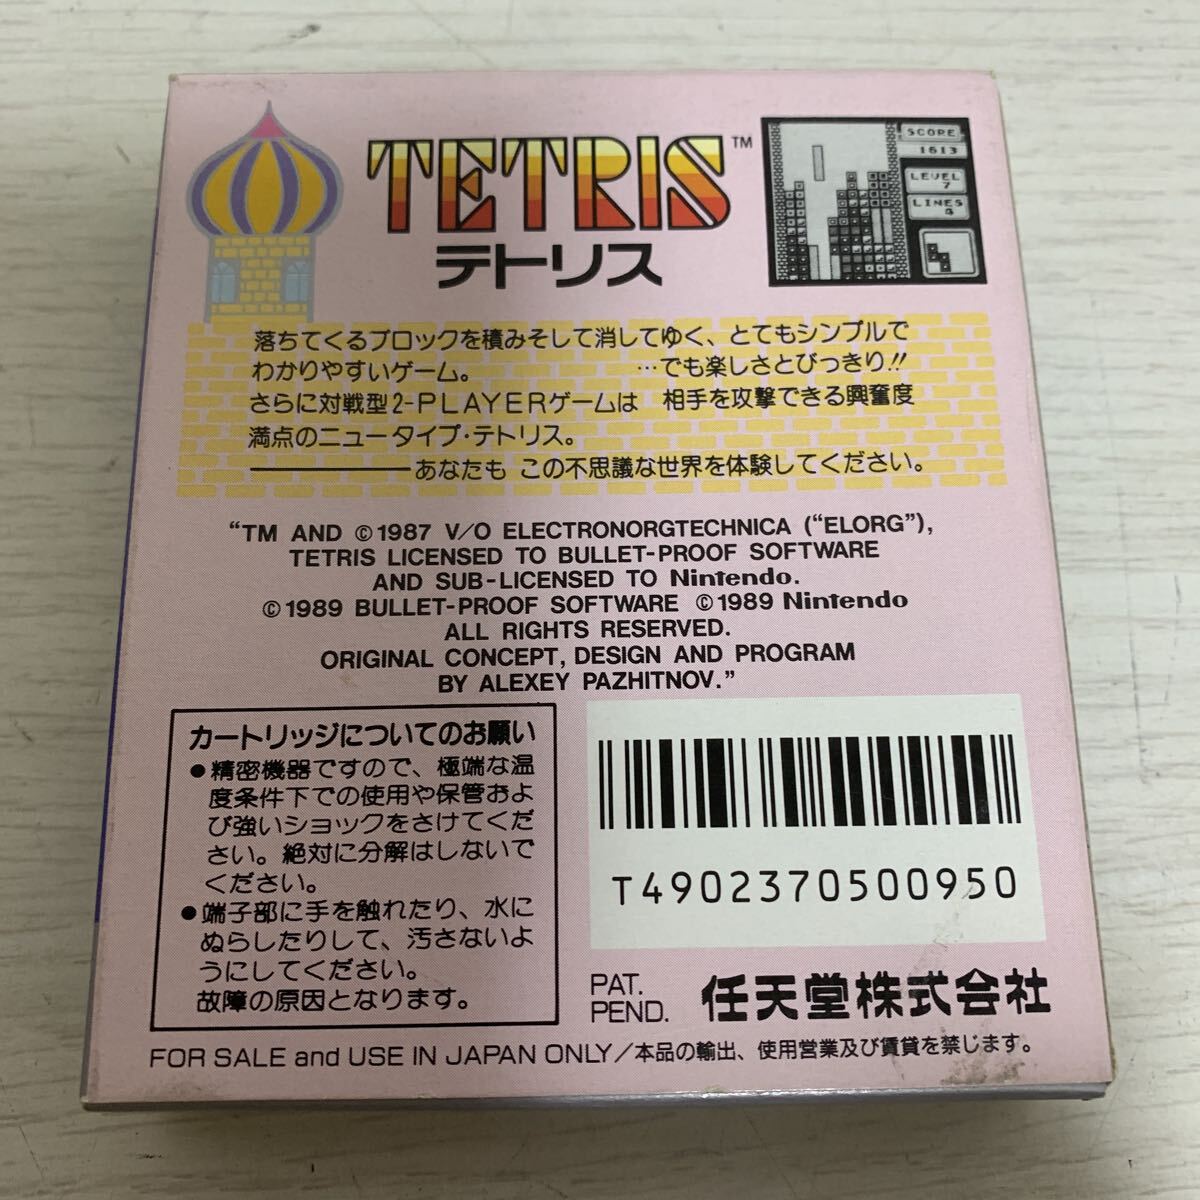 TETRIS™
テトリス
SCORE
1613
LEVEL
7
LINES
4
落ちてくるブロックを積みそして消してゆく、とてもシンプルで
わかりやすいゲーム。 …でも楽しさとびっきり!!
さらに対戦型2-PLAYERゲームは 相手を攻撃できる興奮度
満点のニュータイプ・テトリス。
――――あなたも この不思議な世界を体験してください。
“TM AND ©1987 V/O ELECTRONORGTECHNICA (“ELORG”),
TETRIS LICENSED TO BULLET-PROOF SOFTWARE
AND SUB-LICENSED TO Nintendo.
©1989 BULLET-PROOF SOFTWARE ©1989 Nintendo
ALL RIGHTS RESERVED.
ORIGINAL CONCEPT, DESIGN AND PROGRAM
BY ALEXEY PAZHITNOV.”
カートリッジについてのお願い
●精密機器ですので、極端な温
度条件下での使用や保管およ
び強いショックをさけてくだ
さい。絶対に分解はしないで
ください。
●端子部に手を触れたり、水に
ぬらしたりして、汚さないよ
うにしてください。
故障の原因となります。
T4902370500950
PAT.
PEND.
任天堂株式会社
FOR SALE and USE IN JAPAN ONLY/本品の輸出、使用営業及び賃貸を禁じます。